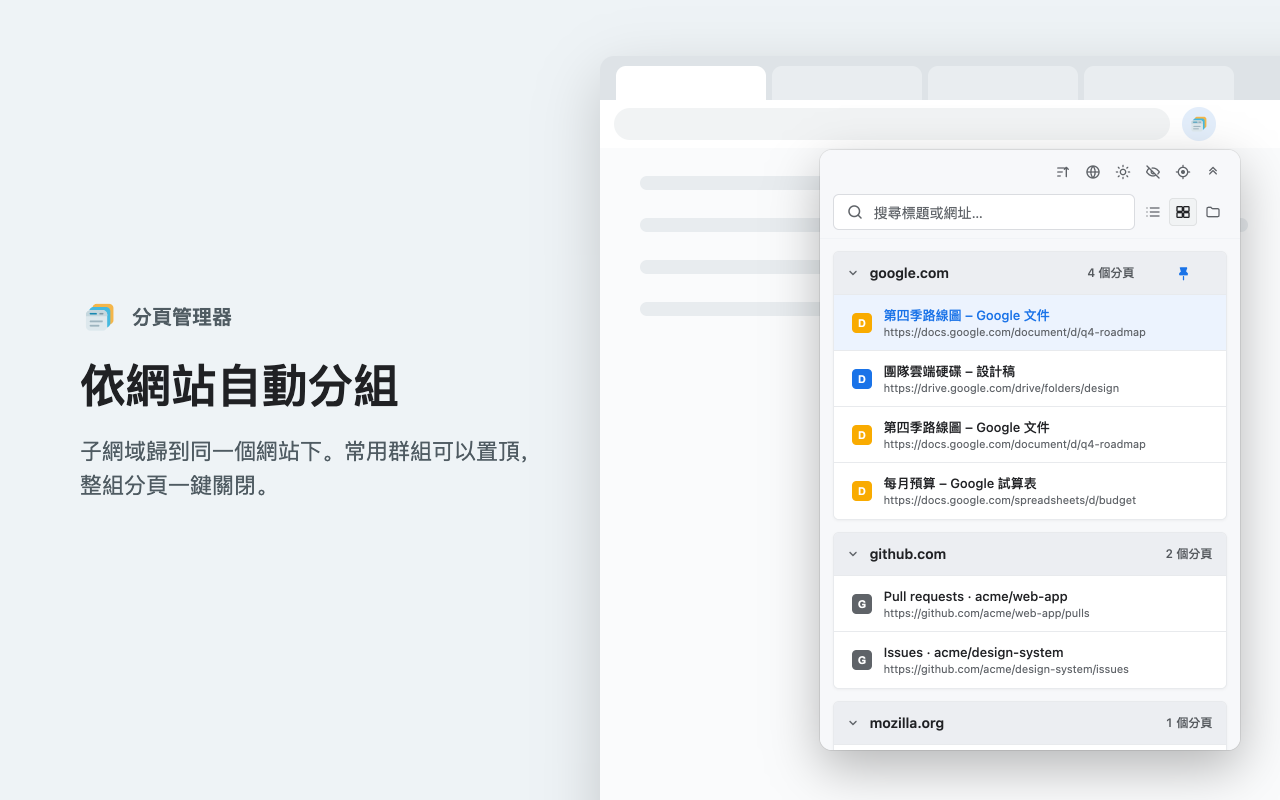 分頁管理器
依網站自動分組
子網域歸到同一個網站下。常用群組可以置頂,
整組分頁一鍵關閉。
搜尋標題或網址...
google.com 4 個分頁
D 第四季路線圖 – Google 文件
https://docs.google.com/document/d/q4-roadmap
D 團隊雲端硬碟 – 設計稿
https://drive.google.com/drive/folders/design
D 第四季路線圖 – Google 文件
https://docs.google.com/document/d/q4-roadmap
D 每月預算 – Google 試算表
https://docs.google.com/spreadsheets/d/budget
github.com 2 個分頁
G Pull requests · acme/web-app
https://github.com/acme/web-app/pulls
G Issues · acme/design-system
https://github.com/acme/design-system/issues
mozilla.org 1 個分頁